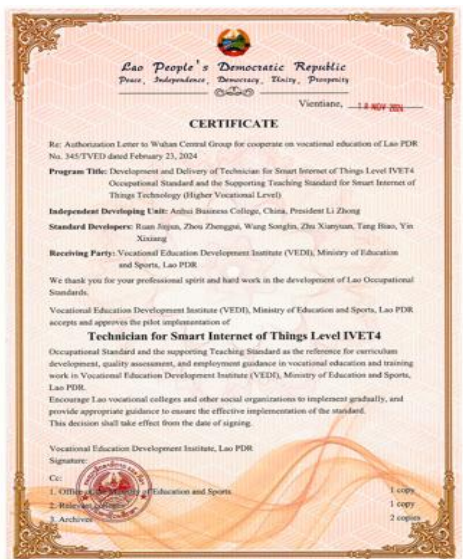 Lao People's Democratic Republic
Peace, Independence, Democracy, Unity, Prosperity
Vientiane, 18 NOV 2024
CERTIFICATE
Re: Authorization Letter to Wuhan Central Group for cooperate on vocational education of Lao PDR
No. 345/TVED dated February 23, 2024
Program Title: Development and Delivery of Technician for Smart Internet of Things Level IVET4
Occupational Standard and the Supporting Teaching Standard for Smart Internet of
Things Technology (Higher Vocational Level)
Independent Developing Unit: Anhui Business College, China, President Li Zhong
Standard Developers: Ruan Jinjun, Zhou Zhenggui, Wang Songlin, Zhu Xianyuan, Tang Biao, Yin
Xixiang
Receiving Party: Vocational Education Development Institute (VEDI), Ministry of Education
and Sports, Lao PDR
We thank you for your professional spirit and hard work in the development of Lao Occupational
Standards.
Vocational Education Development Institute (VEDI), Ministry of Education and Sports, Lao PDR
accepts and approves the pilot implementation of
Technician for Smart Internet of Things Level IVET4
Occupational Standard and the supporting Teaching Standard as the reference for curriculum
development, quality assessment, and employment guidance in vocational education and training
work in Vocational Education Development Institute (VEDI), Ministry of Education and Sports,
Lao PDR.
Encourage Lao vocational colleges and other social organizations to implement gradually, and
provide appropriate guidance to ensure the effective implementation of the standard.
This decision shall take effect from the date of signing.
Vocational Education Development Institute, Lao PDR
Signature:
Cc:
1. Office of Ministry of Education and Sports 1 copy
2. Relevant 1 copy
3. Archives 2 copies